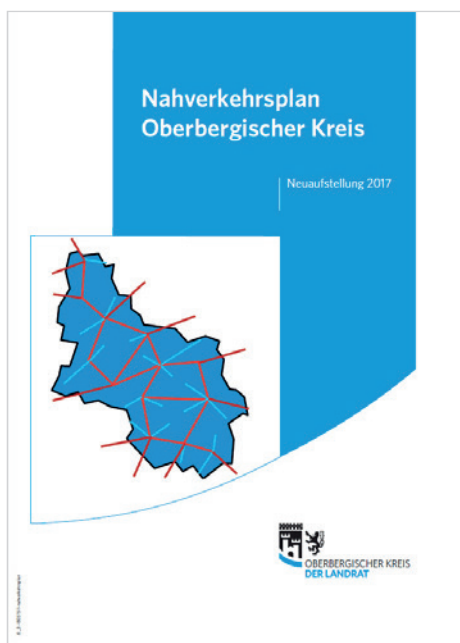 Nahverkehrsplan
Oberbergischer Kreis
Neuaufstellung 2017
OBERBERGISCHER KREIS
DER LANDRAT